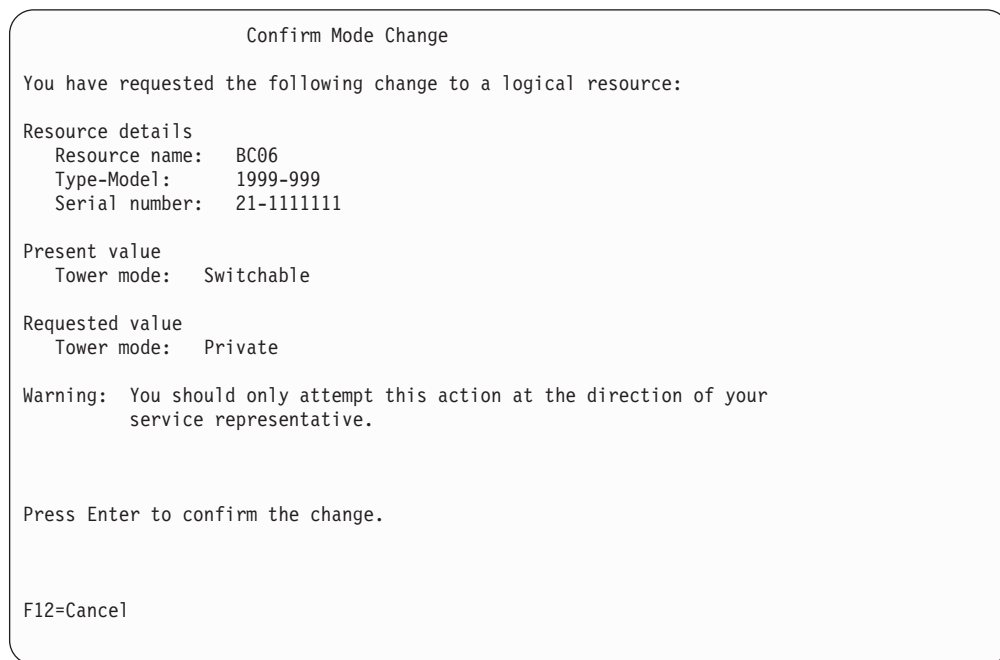 Confirm Mode Change
You have requested the following change to a logical resource:
Resource details
Resource name: BC06
Type-Model: 1999-999
Serial number: 21-1111111
Present value
Tower mode: Switchable
Requested value
Tower mode: Private
Warning: You should only attempt this action at the direction of your
service representative.
Press Enter to confirm the change.
F12=Cancel